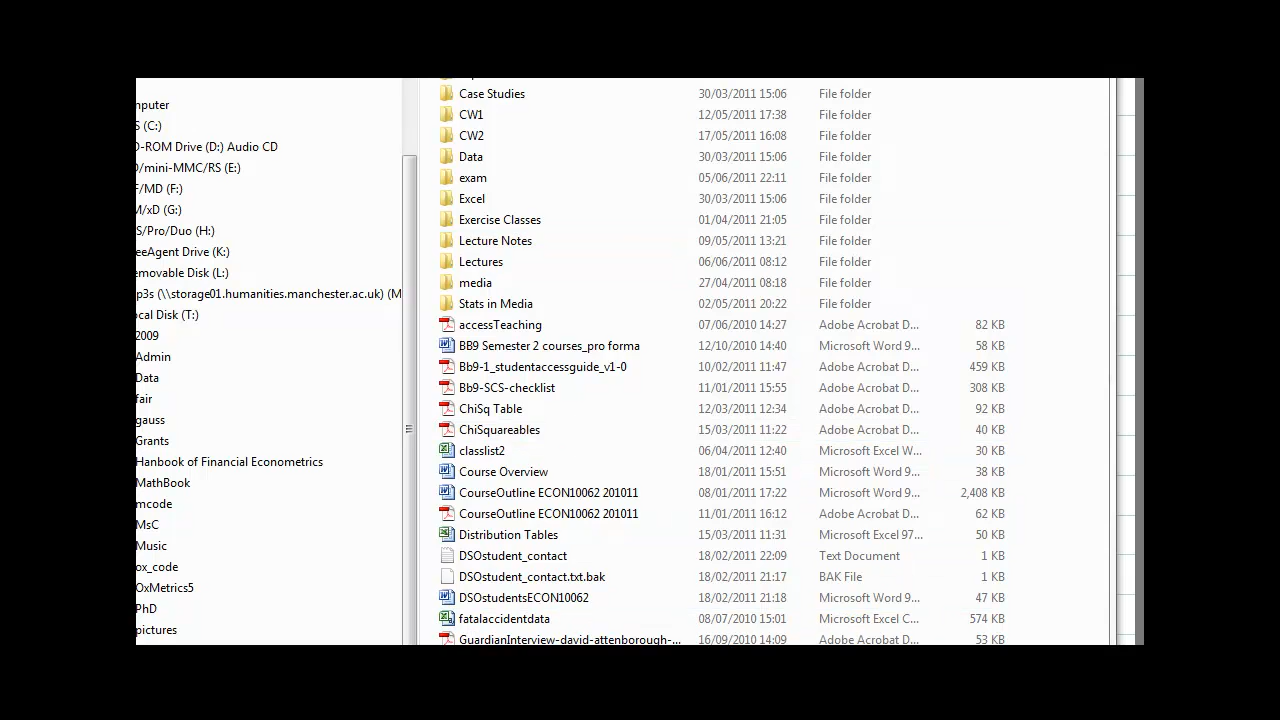 mputer
S (C:)
D-ROM Drive (D:) Audio CD
D/mini-MMC/RS (E:)
F/MD (F:)
M/xD (G:)
S/Pro/Duo (H:)
eeAgent Drive (K:)
emovable Disk (L:)
p3s (\\storage01.humanities.manchester.ac.uk) (M
ocal Disk (T:)
2009
Admin
Data
fair
gauss
Grants
Hanbook of Financial Econometrics
MathBook
mcode
MsC
Music
ox_code
OxMetrics5
PhD
pictures
Case Studies 30/03/2011 15:06 File folder
CW1 12/05/2011 17:38 File folder
CW2 17/05/2011 16:08 File folder
Data 30/03/2011 15:06 File folder
exam 05/06/2011 22:11 File folder
Excel 30/03/2011 15:06 File folder
Exercise Classes 01/04/2011 21:05 File folder
Lecture Notes 09/05/2011 13:21 File folder
Lectures 06/06/2011 08:12 File folder
media 27/04/2011 08:18 File folder
Stats in Media 02/05/2011 20:22 File folder
accessTeaching 07/06/2010 14:27 Adobe Acrobat D... 82 KB
BB9 Semester 2 courses_pro forma 12/10/2010 14:40 Microsoft Word 9... 58 KB
Bb9-1_studentaccessguide_v1-0 10/02/2011 11:47 Adobe Acrobat D... 459 KB
Bb9-SCS-checklist 11/01/2011 15:55 Adobe Acrobat D... 308 KB
ChiSq Table 12/03/2011 12:34 Adobe Acrobat D... 92 KB
ChiSquareables 15/03/2011 11:22 Adobe Acrobat D... 40 KB
classlist2 06/04/2011 12:40 Microsoft Excel W... 30 KB
Course Overview 18/01/2011 15:51 Microsoft Word 9... 38 KB
CourseOutline ECON10062 201011 08/01/2011 17:22 Microsoft Word 9... 2,408 KB
CourseOutline ECON10062 201011 11/01/2011 16:12 Adobe Acrobat D... 62 KB
Distribution Tables 15/03/2011 11:31 Microsoft Excel 97... 50 KB
DSOstudent_contact 18/02/2011 22:09 Text Document 1 KB
DSOstudent_contact.txt.bak 18/02/2011 21:17 BAK File 1 KB
DSOstudentsECON10062 18/02/2011 21:18 Microsoft Word 9... 47 KB
fatalaccidentdata 08/07/2010 15:01 Microsoft Excel C... 574 KB
GuardianInterview-david-attenborough-... 16/09/2010 14:09 Adobe Acrobat D... 53 KB